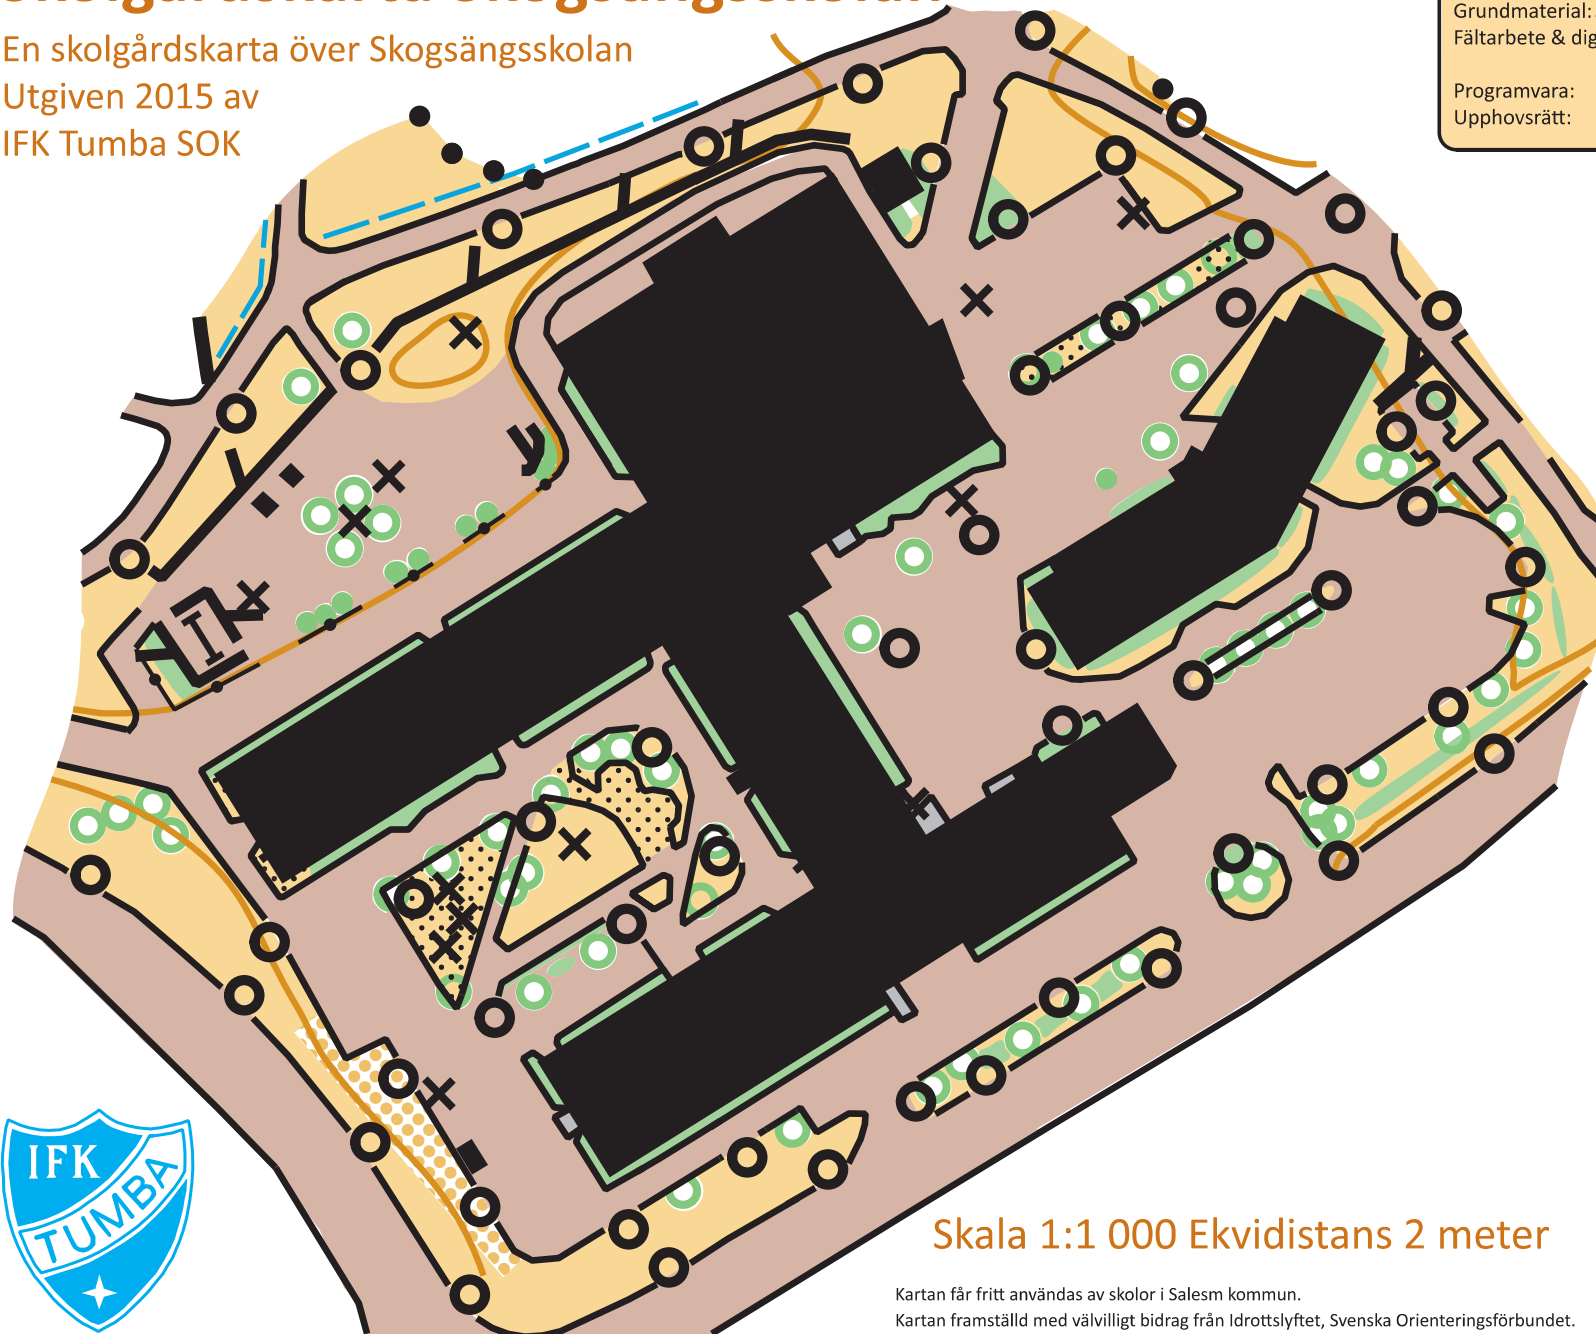 En skolgårdskarta över Skogsängsskolan
Utgiven 2015 av
IFK Tumba SOK
Grundmaterial:
Fältarbete & dig
Programvara:
Upphovsrätt:
IFK
TUMBA
Skala 1:1 000 Ekvidistans 2 meter
Kartan får fritt användas av skolor i Salesm kommun.
Kartan framställd med välvilligt bidrag från Idrottslyftet, Svenska Orienteringsförbundet.